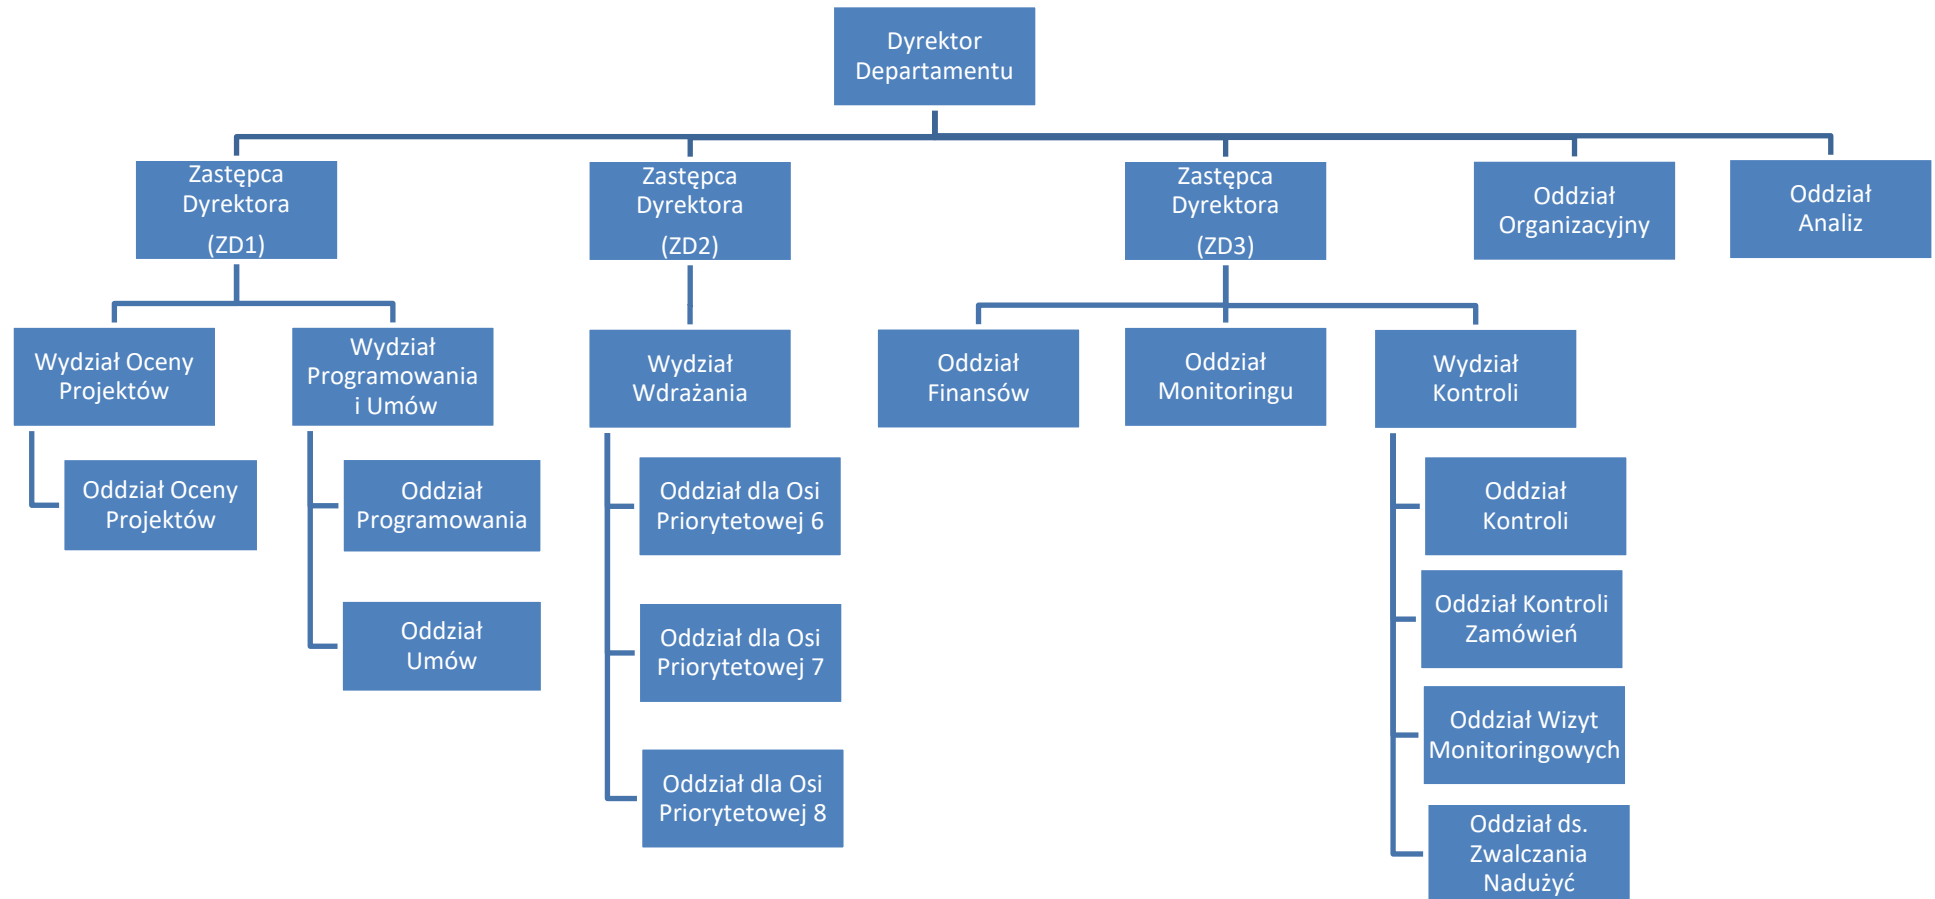 Dyrektor
Departamentu
Zastępca
Dyrektora
(ZD1)
Zastępca
Dyrektora
(ZD2)
Zastępca
Dyrektora
(ZD3)
Oddział
Organizacyjny
Oddział
Analiz
Wydział Oceny
Projektów
Wydział
Programowania
i Umów
Wydział
Wdrażania
Oddział
Finansów
Oddział
Monitoringu
Wydział
Kontroli
Oddział Oceny
Projektów
Oddział
Programowania
Oddział
Umów
Oddział dla Osi
Priorytetowej 6
Oddział dla Osi
Priorytetowej 7
Oddział dla Osi
Priorytetowej 8
Oddział
Kontroli
Oddział Kontroli
Zamówień
Oddział Wizyt
Monitoringowych
Oddział ds.
Zwalczania
Nadużyć